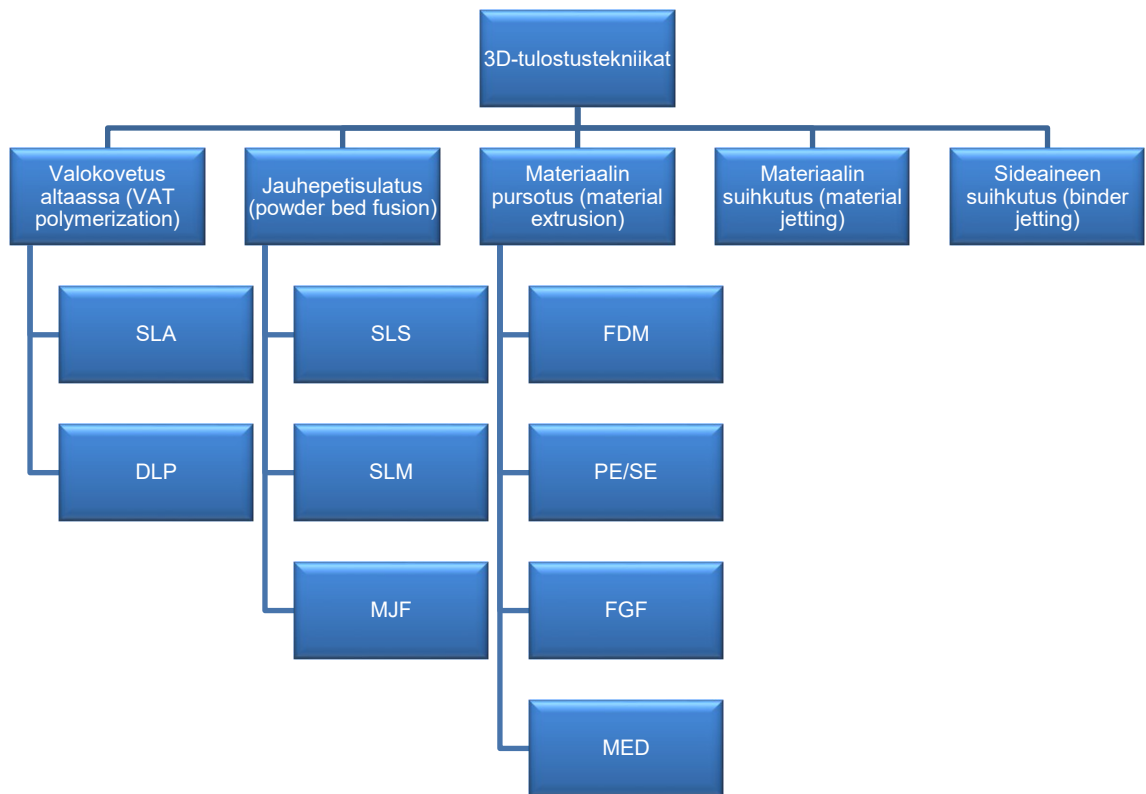 3D-tulostustekniikat
Valokovetus
altaassa (VAT
polymerization)
Jauhepetisulatus
(powder bed fusion)
Materiaalin
pursotus (material
extrusion)
Materiaalin
suihkutus (material
jetting)
Sideaineen
suihkutus (binder
jetting)
SLA
DLP
SLS
SLM
MJF
FDM
PE/SE
FGF
MED